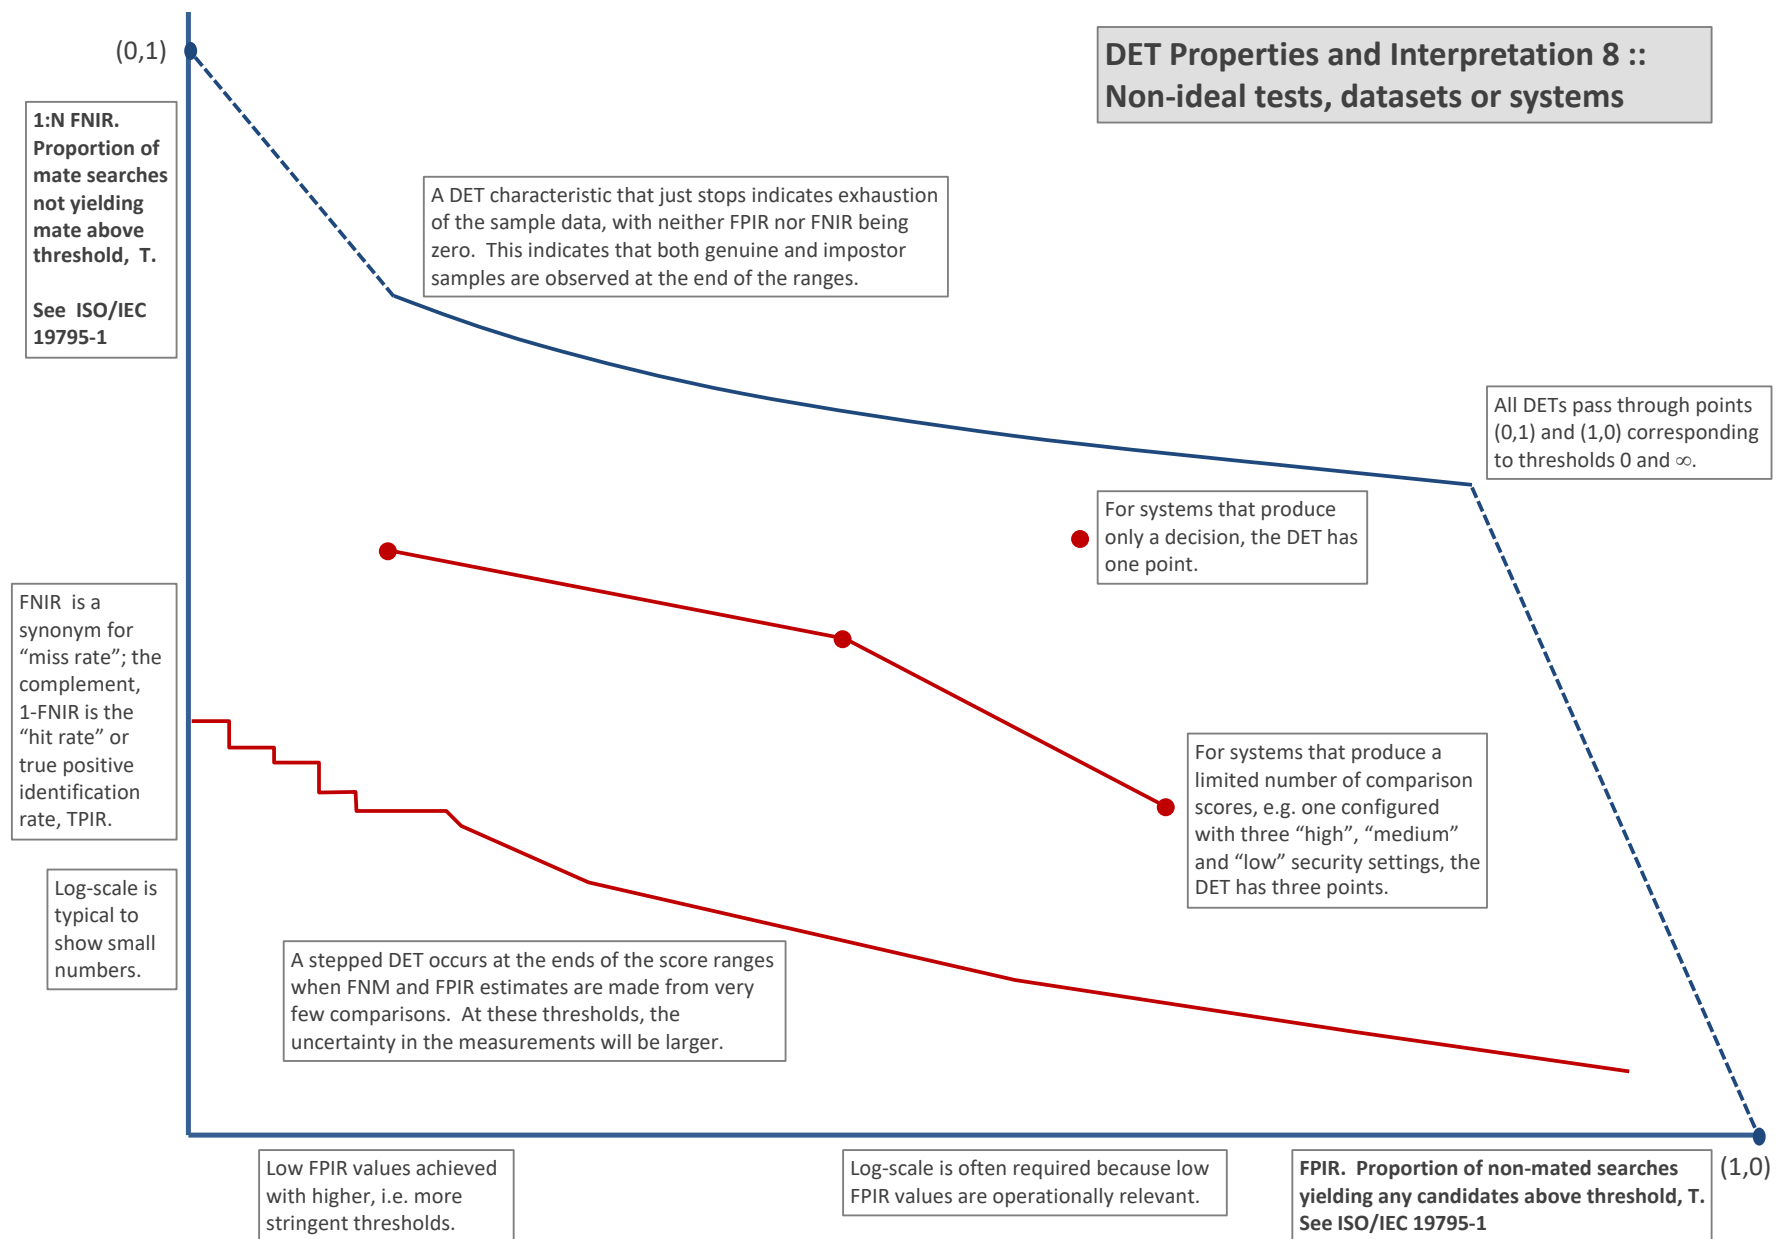 (0,1)
DET Properties and Interpretation 8 ::
Non-ideal tests, datasets or systems
1:N FNIR.
Proportion of
mate searches
not yielding
mate above
threshold, T.
See ISO/IEC
19795-1
A DET characteristic that just stops indicates exhaustion
of the sample data, with neither FPIR nor FNIR being
zero. This indicates that both genuine and impostor
samples are observed at the end of the ranges.
All DETs pass through points
(0,1) and (1,0) corresponding
to thresholds 0 and ∞.
For systems that produce
only a decision, the DET has
one point.
FNIR is a
synonym for
“miss rate”; the
complement,
1-FNIR is the
“hit rate” or
true positive
identification
rate, TPIR.
For systems that produce a
limited number of comparison
scores, e.g. one configured
with three “high”, “medium”
and “low” security settings, the
DET has three points.
Log-scale is
typical to
show small
numbers.
A stepped DET occurs at the ends of the score ranges
when FNM and FPIR estimates are made from very
few comparisons. At these thresholds, the
uncertainty in the measurements will be larger.
Low FPIR values achieved
with higher, i.e. more
stringent thresholds.
Log-scale is often required because low
FPIR values are operationally relevant.
FPIR. Proportion of non-mated searches
yielding any candidates above threshold, T.
See ISO/IEC 19795-1
(1,0)